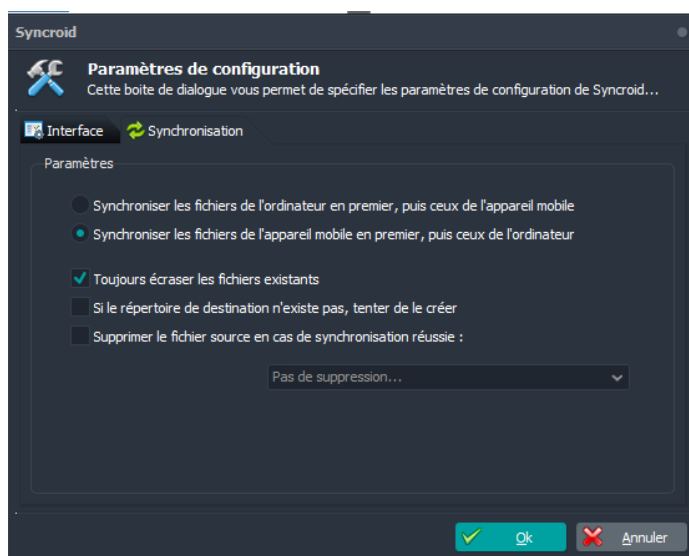 Syncroid
Paramètres de configuration
Cette boite de dialogue vous permet de spécifier les paramètres de configuration de Syncroid...
Interface
Synchronisation
Paramètres
Synchroniser les fichiers de l'ordinateur en premier, puis ceux de l'appareil mobile
Synchroniser les fichiers de l'appareil mobile en premier, puis ceux de l'ordinateur
Toujours écraser les fichiers existants
Si le répertoire de destination n'existe pas, tenter de le créer
Supprimer le fichier source en cas de synchronisation réussie :
Pas de suppression...
Ok
Annuler